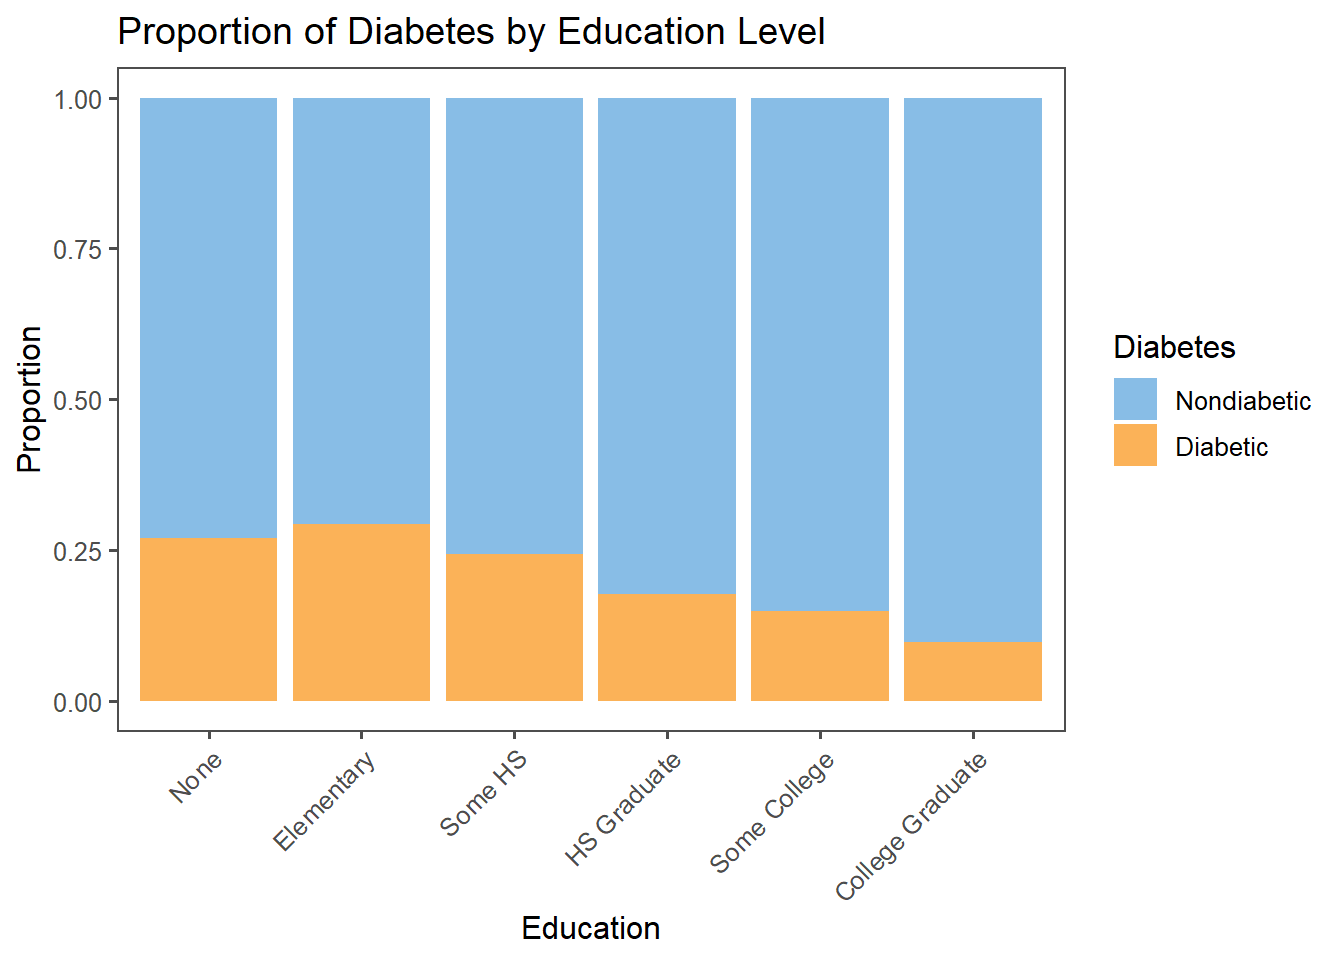 Proportion of Diabetes by Education Level
1.00
0.75
0.50
0.25
0.00
Proportion
None
Elementary
Some HS
HS Graduate
Some College
College Graduate
Education
Diabetes
Nondiabetic
Diabetic